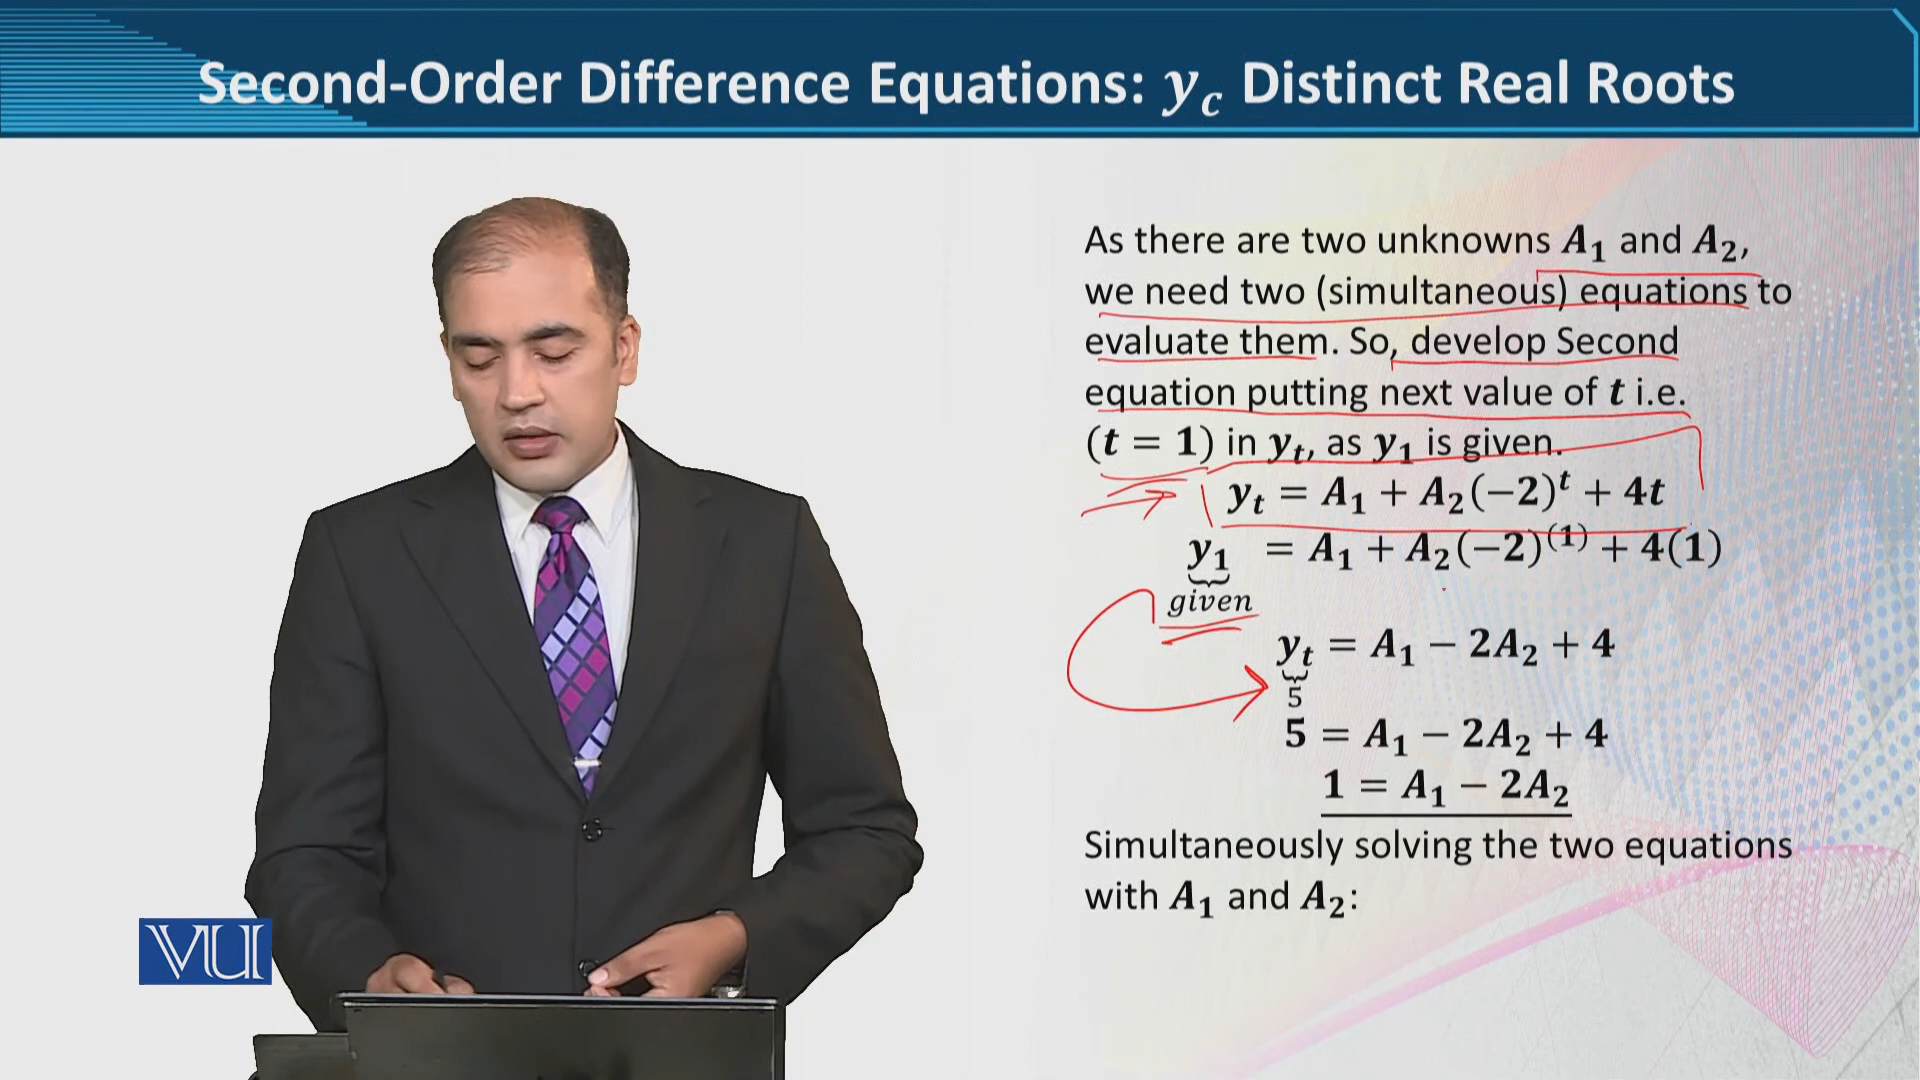 Second-Order Difference Equations: y_c Distinct Real Roots
As there are two unknowns A₁ and A₂,
we need two (simultaneous) equations to
evaluate them. So, develop Second
equation putting next value of t i.e.
(t = 1) in y_t, as y₁ is given.
y_t = A₁ + A₂(−2)^t + 4t
y₁ = A₁ + A₂(−2)^(1) + 4(1)
given
y_t = A₁ − 2A₂ + 4
5
5 = A₁ − 2A₂ + 4
1 = A₁ − 2A₂
Simultaneously solving the two equations
with A₁ and A₂:
VU